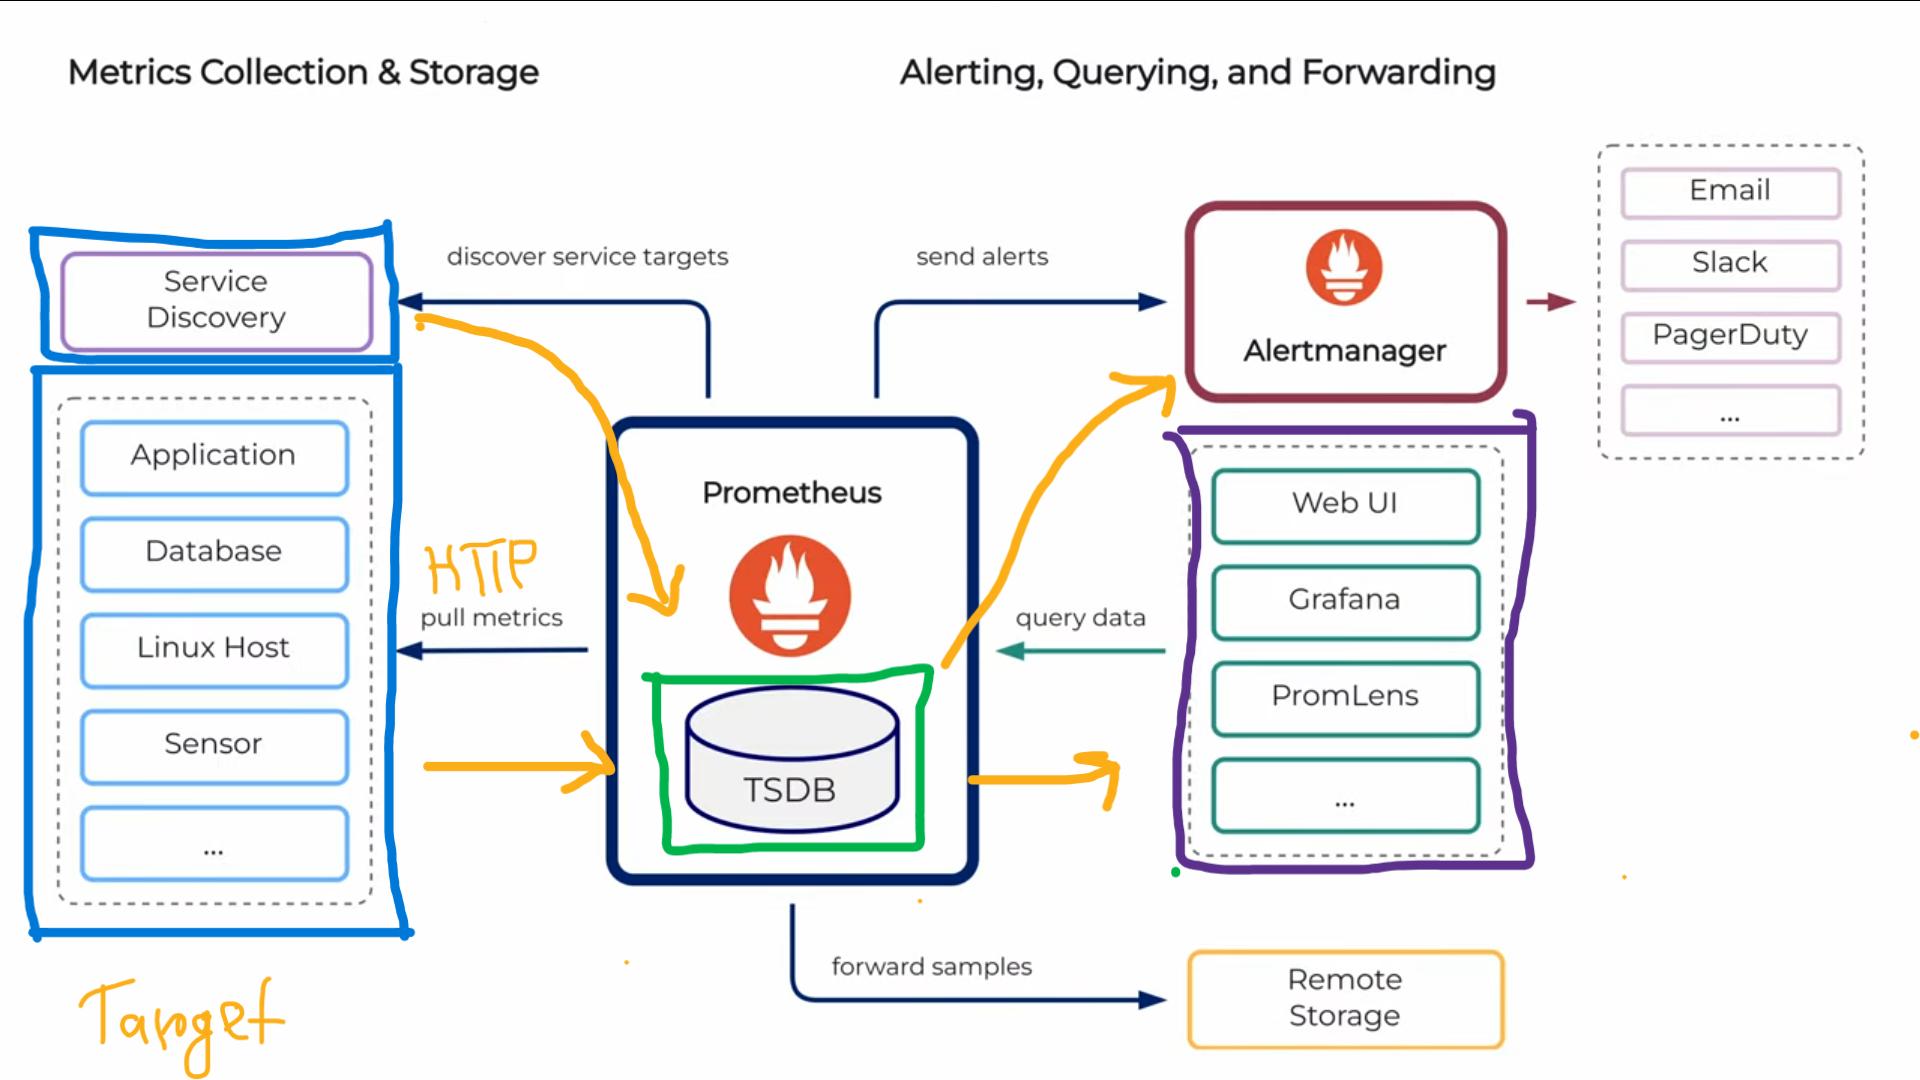 Metrics Collection & Storage
Alerting, Querying, and Forwarding
Service
Discovery
discover service targets
send alerts
Alertmanager
Email
Slack
PagerDuty
...
Application
Database
Linux Host
Sensor
...
HTTP
pull metrics
Prometheus
TSDB
query data
Web UI
Grafana
PromLens
...
forward samples
Remote
Storage
Target